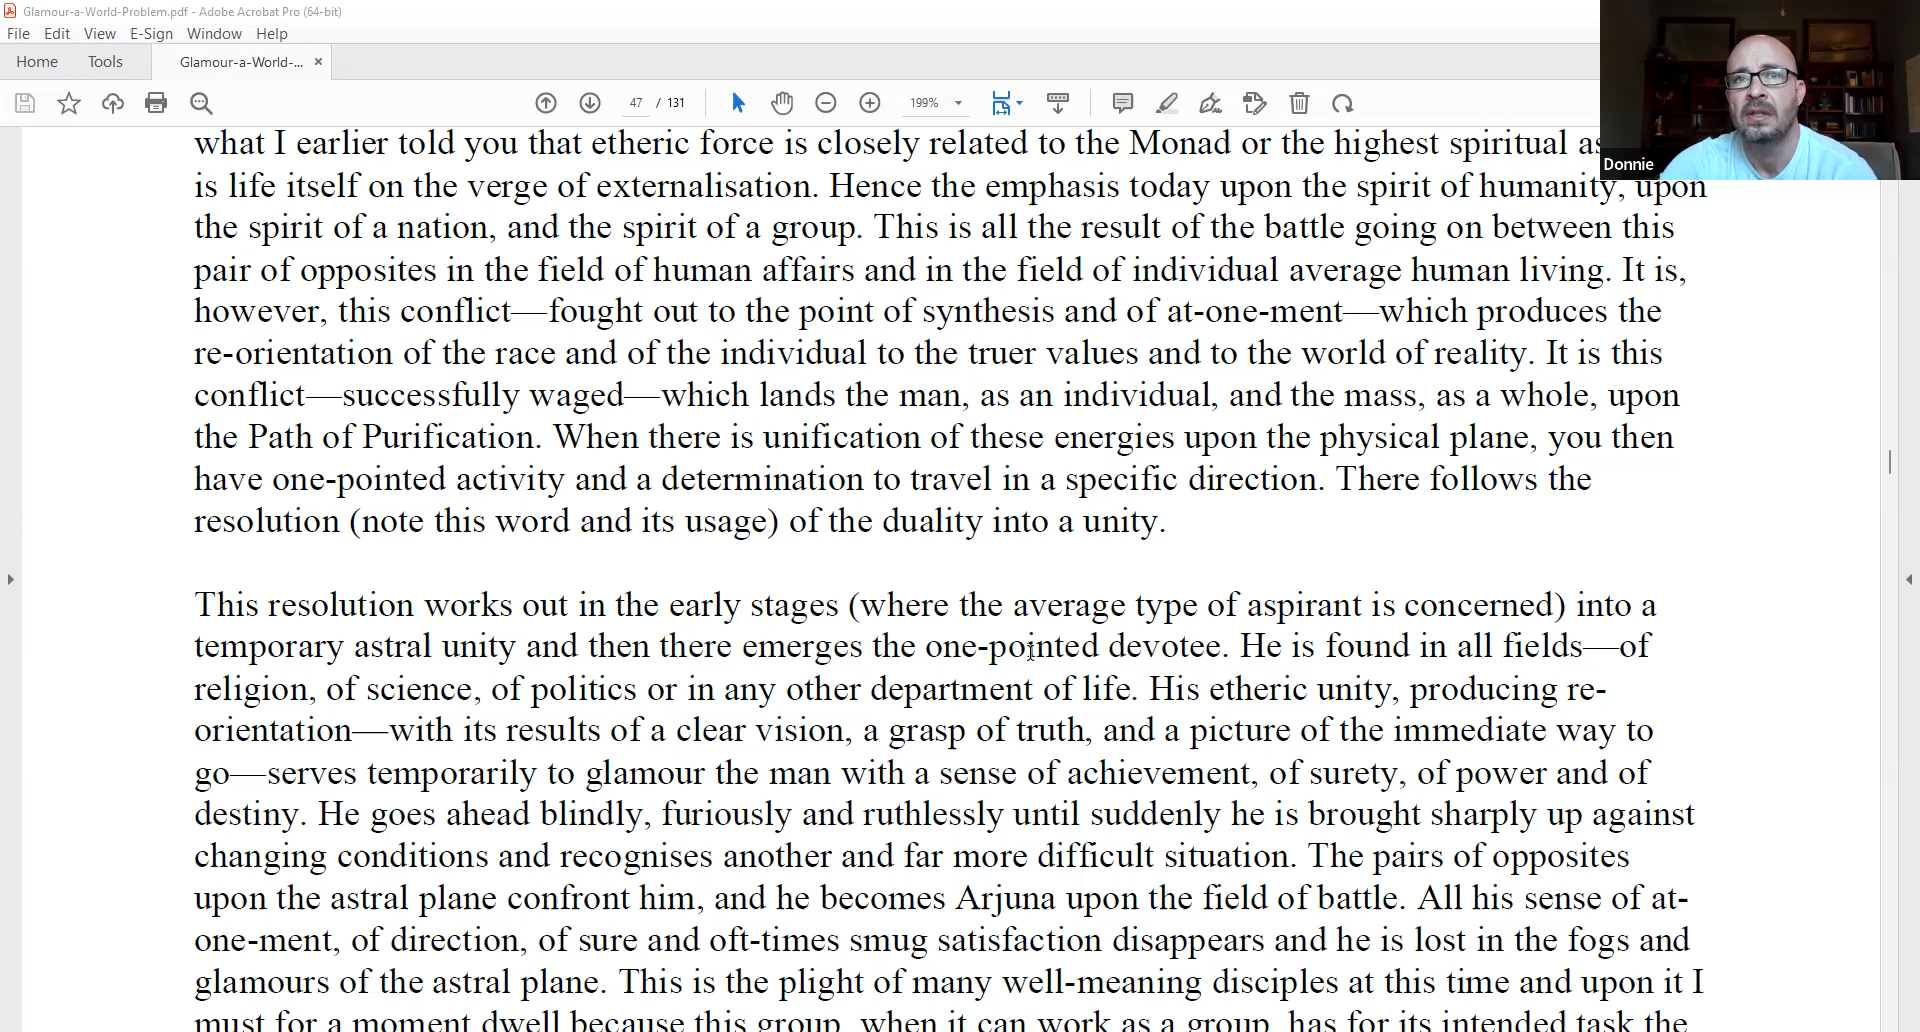 Glamour-a-World-Problem.pdf - Adobe Acrobat Pro (64-bit)
File Edit View E-Sign Window Help
Home Tools Glamour-a-World-... ×
47 / 131 199%
Donnie
what I earlier told you that etheric force is closely related to the Monad or the highest spiritual
is life itself on the verge of externalisation. Hence the emphasis today upon the spirit of humanity, upon
the spirit of a nation, and the spirit of a group. This is all the result of the battle going on between this
pair of opposites in the field of human affairs and in the field of individual average human living. It is,
however, this conflict—fought out to the point of synthesis and of at-one-ment—which produces the
re-orientation of the race and of the individual to the truer values and to the world of reality. It is this
conflict—successfully waged—which lands the man, as an individual, and the mass, as a whole, upon
the Path of Purification. When there is unification of these energies upon the physical plane, you then
have one-pointed activity and a determination to travel in a specific direction. There follows the
resolution (note this word and its usage) of the duality into a unity.
This resolution works out in the early stages (where the average type of aspirant is concerned) into a
temporary astral unity and then there emerges the one-pointed devotee. He is found in all fields—of
religion, of science, of politics or in any other department of life. His etheric unity, producing re-
orientation—with its results of a clear vision, a grasp of truth, and a picture of the immediate way to
go—serves temporarily to glamour the man with a sense of achievement, of surety, of power and of
destiny. He goes ahead blindly, furiously and ruthlessly until suddenly he is brought sharply up against
changing conditions and recognises another and far more difficult situation. The pairs of opposites
upon the astral plane confront him, and he becomes Arjuna upon the field of battle. All his sense of at-
one-ment, of direction, of sure and oft-times smug satisfaction disappears and he is lost in the fogs and
glamours of the astral plane. This is the plight of many well-meaning disciples at this time and upon it I
must for a moment dwell because this group, when it can work as a group, has for its intended task the